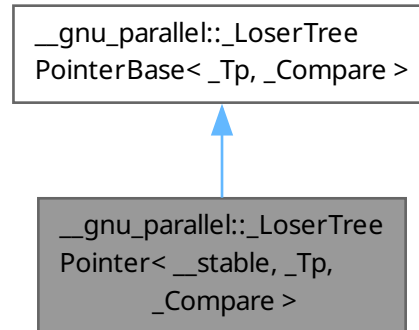 __gnu_parallel::_LoserTree
PointerBase< _Tp, _Compare >
__gnu_parallel::_LoserTree
Pointer< __stable, _Tp,
_Compare >